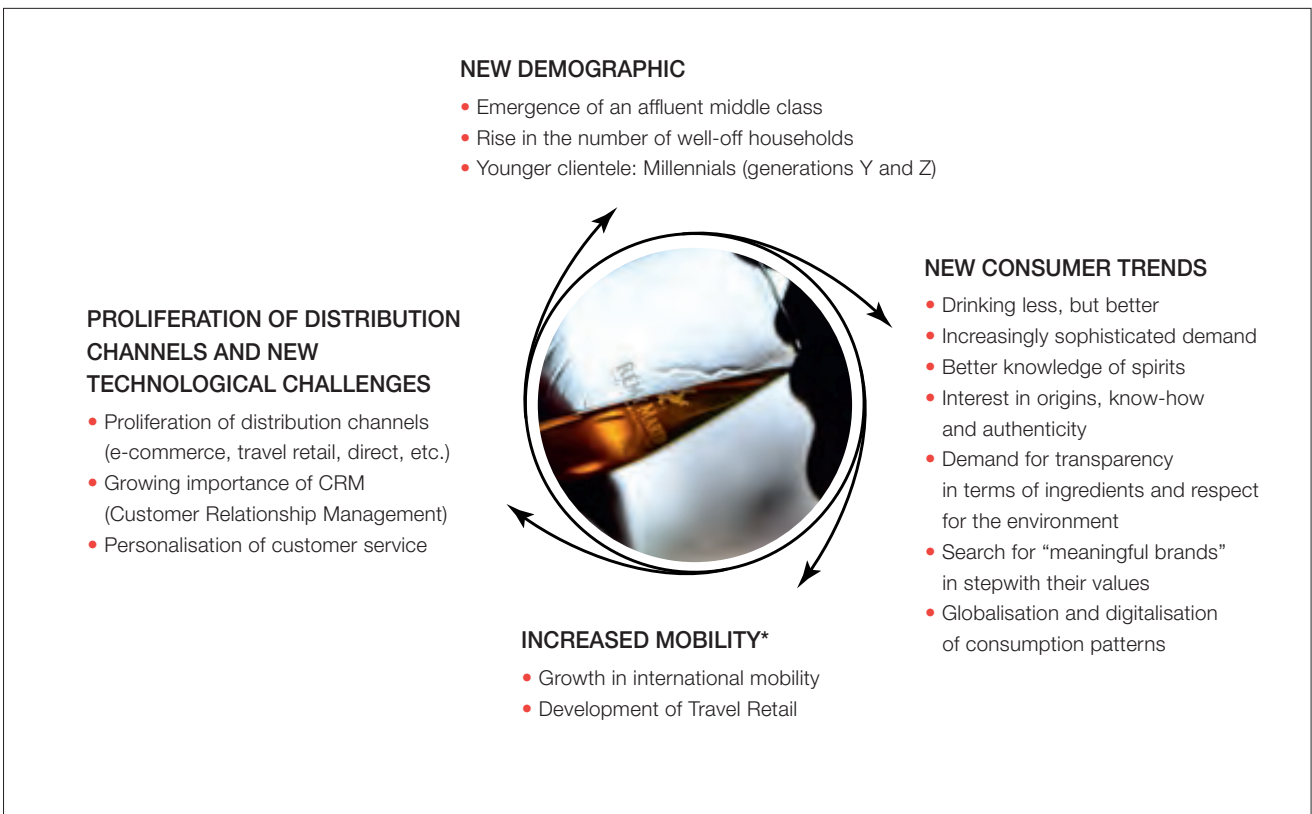 NEW DEMOGRAPHIC
• Emergence of an affluent middle class
• Rise in the number of well-off households
• Younger clientele: Millennials (generations Y and Z)
NEW CONSUMER TRENDS
• Drinking less, but better
• Increasingly sophisticated demand
• Better knowledge of spirits
• Interest in origins, know-how
and authenticity
• Demand for transparency
in terms of ingredients and respect
for the environment
• Search for “meaningful brands”
in stepwith their values
• Globalisation and digitalisation
of consumption patterns
INCREASED MOBILITY*
• Growth in international mobility
• Development of Travel Retail
PROLIFERATION OF DISTRIBUTION
CHANNELS AND NEW
TECHNOLOGICAL CHALLENGES
• Proliferation of distribution channels
(e-commerce, travel retail, direct, etc.)
• Growing importance of CRM
(Customer Relationship Management)
• Personalisation of customer service